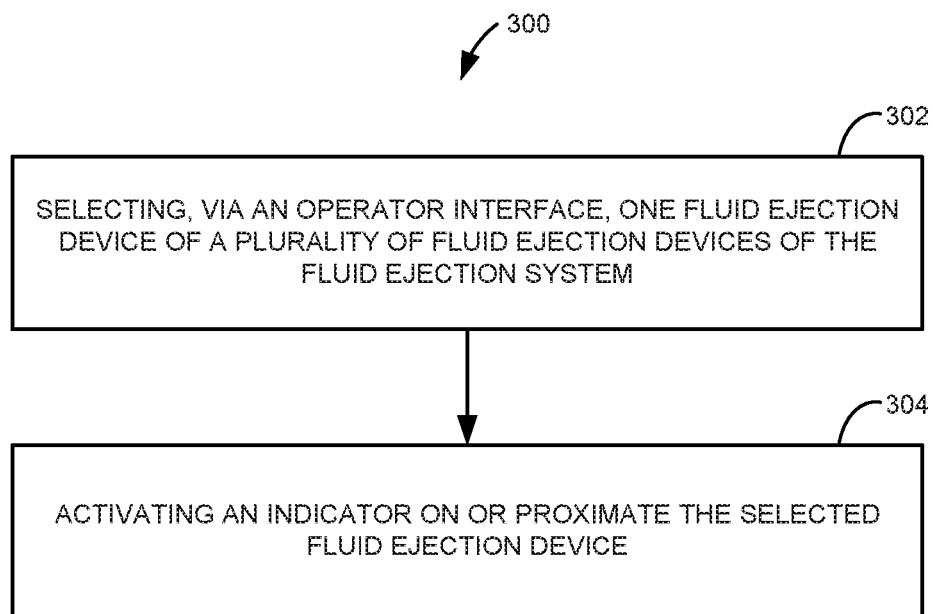 300
302
SELECTING, VIA AN OPERATOR INTERFACE, ONE FLUID EJECTION
DEVICE OF A PLURALITY OF FLUID EJECTION DEVICES OF THE
FLUID EJECTION SYSTEM
304
ACTIVATING AN INDICATOR ON OR PROXIMATE THE SELECTED
FLUID EJECTION DEVICE